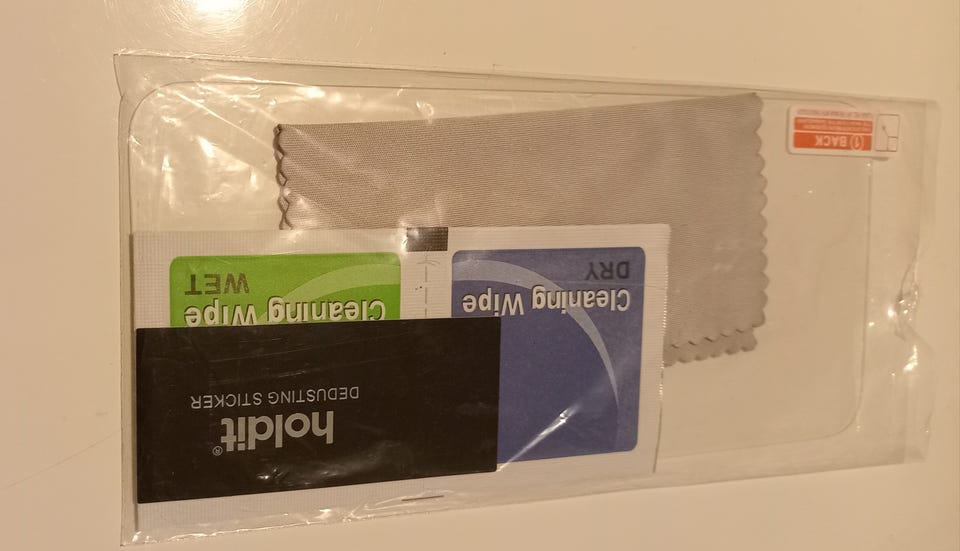 WET
Cleaning Wipe
DRY
Cleaning Wipe
holdit®
DEDUSTING STICKER
① BACK